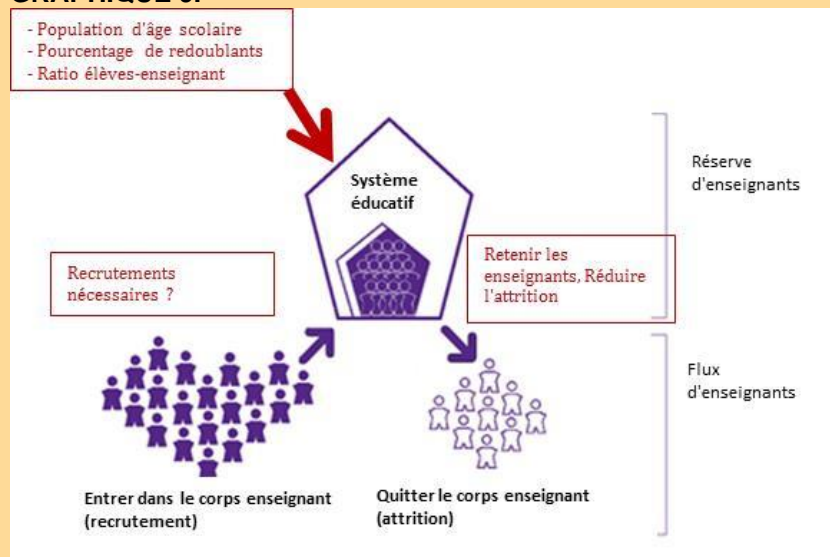 - Population d'âge scolaire
- Pourcentage de redoublants
- Ratio élèves-enseignant
Système
éducatif
Réserve
d'enseignants
Recrutements
nécessaires ?
Retenir les
enseignants, Réduire
l'attrition
Flux
d'enseignants
Entrer dans le corps enseignant
(recrutement)
Quitter le corps enseignant
(attrition)